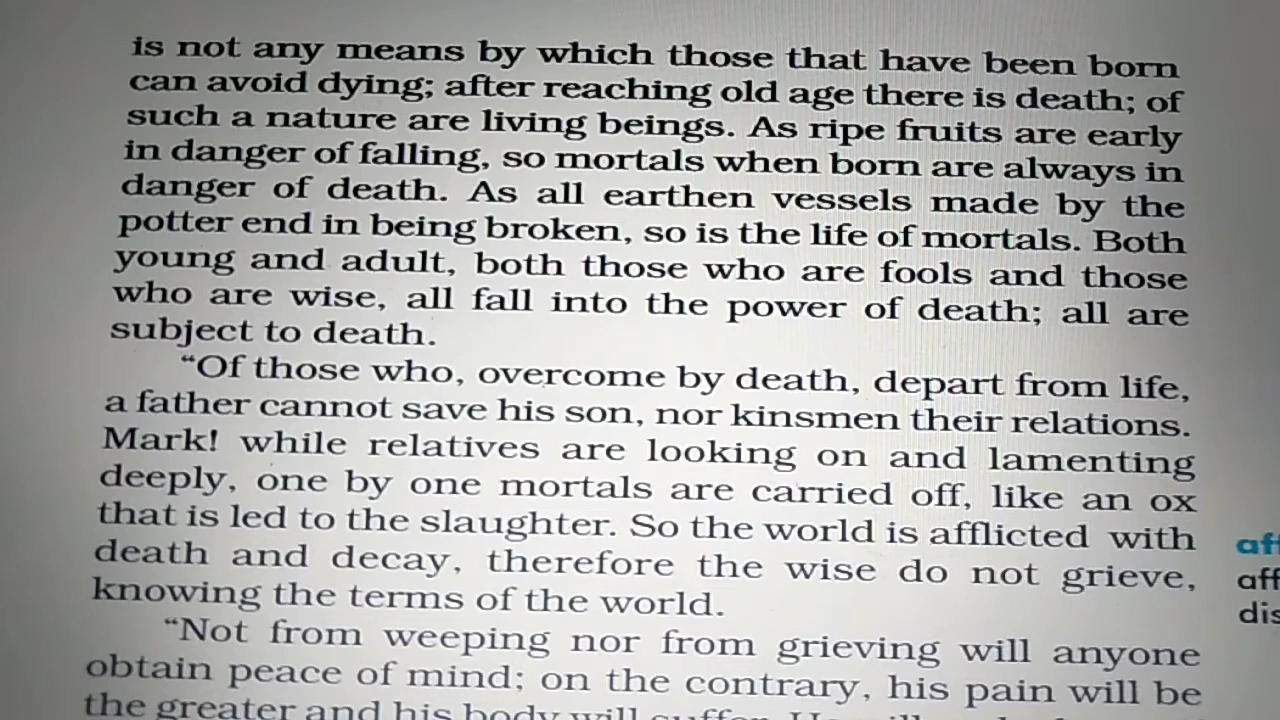 is not any means by which those that have been born
can avoid dying; after reaching old age there is death; of
such a nature are living beings. As ripe fruits are early
in danger of falling, so mortals when born are always in
danger of death. As all earthen vessels made by the
potter end in being broken, so is the life of mortals. Both
young and adult, both those who are fools and those
who are wise, all fall into the power of death; all are
subject to death.
“Of those who, overcome by death, depart from life,
a father cannot save his son, nor kinsmen their relations.
Mark! while relatives are looking on and lamenting
deeply, one by one mortals are carried off, like an ox
that is led to the slaughter. So the world is afflicted with
death and decay, therefore the wise do not grieve,
knowing the terms of the world.
“Not from weeping nor from grieving will anyone
obtain peace of mind; on the contrary, his pain will be
the greater and his body will suffer.